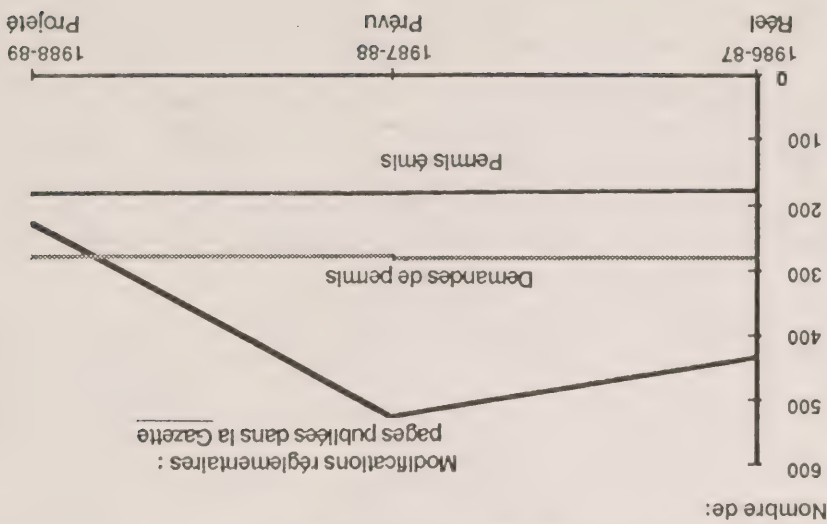 Nombre de:
600
500
400
300
200
100
0
Modifications réglementaires :
pages publiées dans la Gazette
Demandes de permis
Permis émis
1986-87
Réel
1987-88
Prévu
1988-89
Projeté